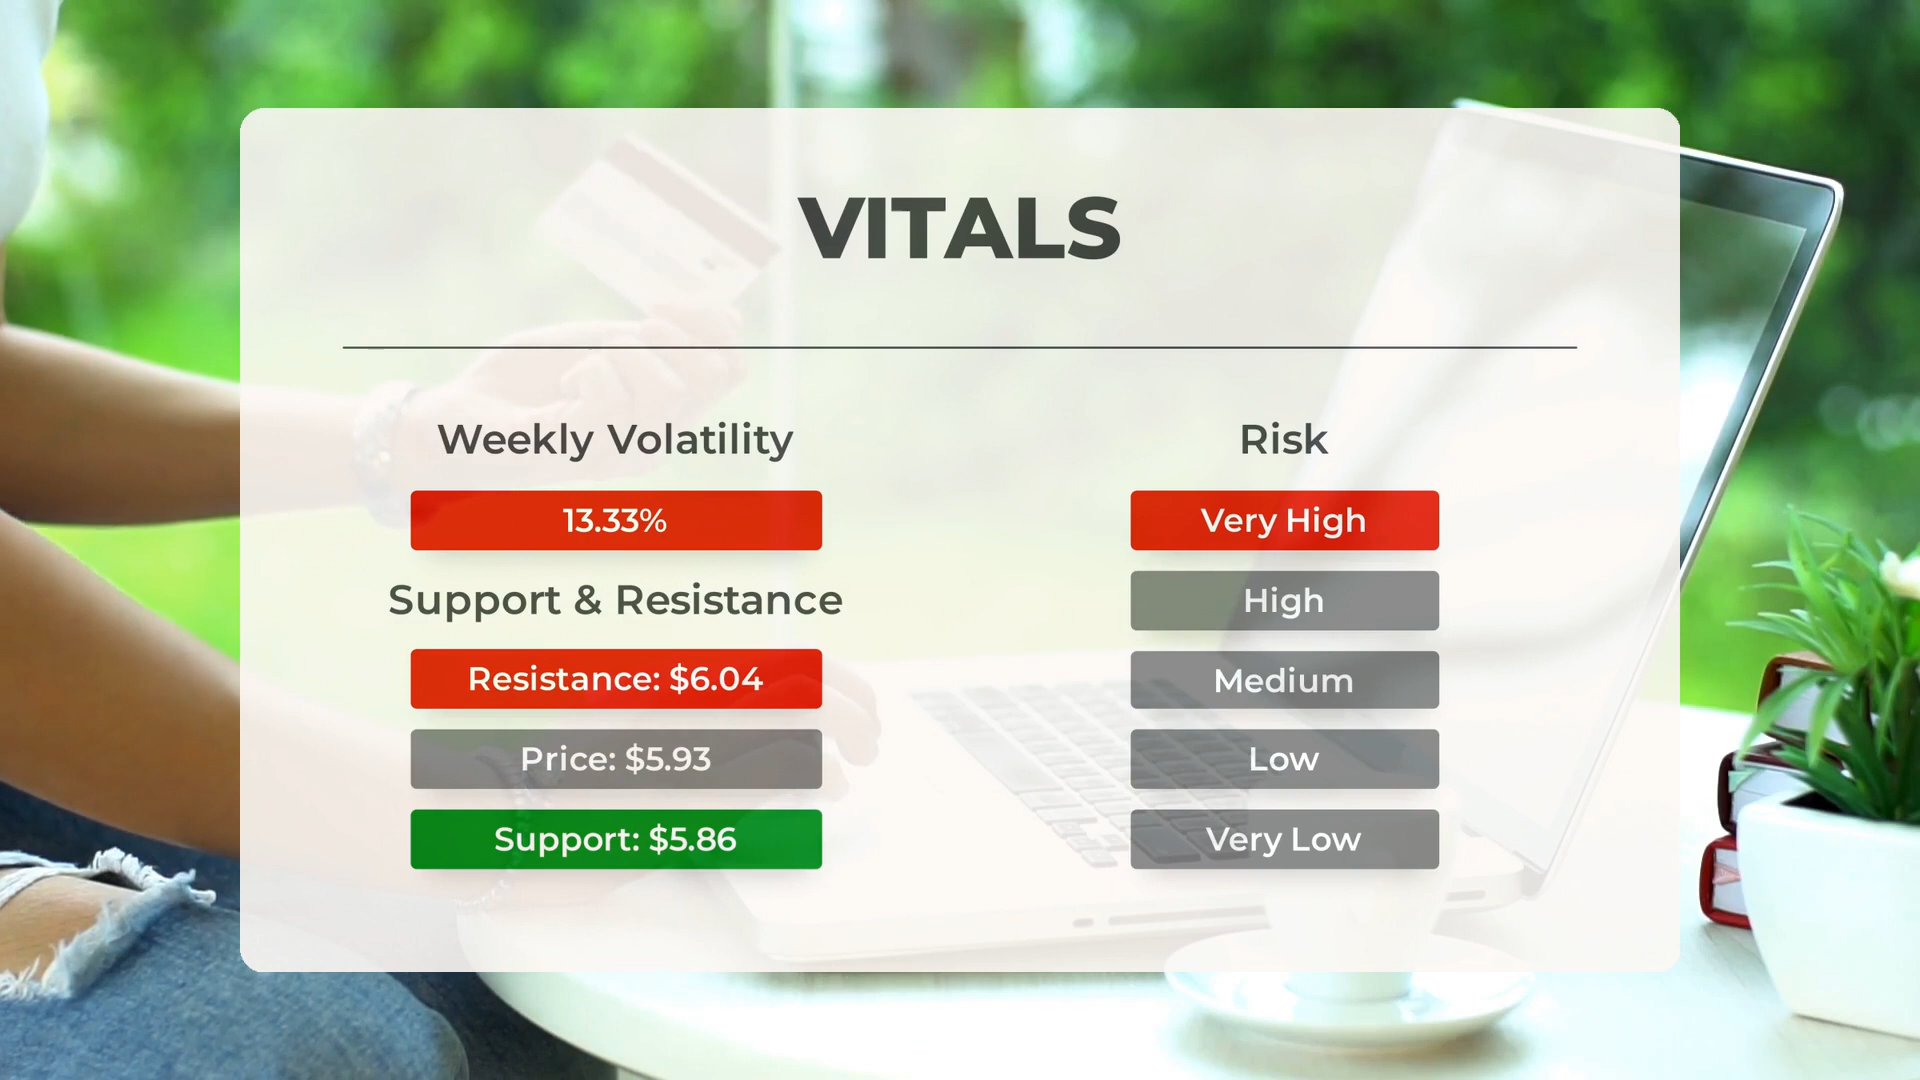 VITALS
Weekly Volatility
13.33%
Support & Resistance
Resistance: $6.04
Price: $5.93
Support: $5.86
Risk
Very High
High
Medium
Low
Very Low